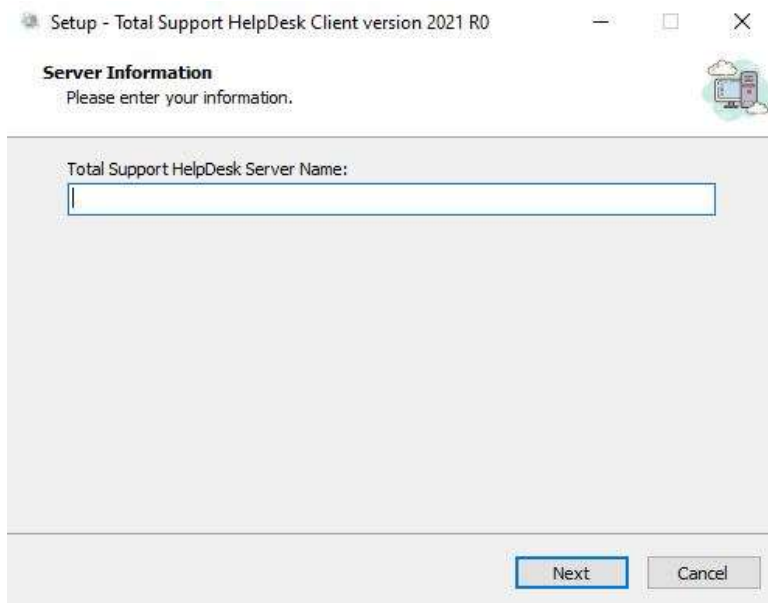 Setup - Total Support HelpDesk Client version 2021 R0
Server Information
Please enter your information.
Total Support HelpDesk Server Name:
Next
Cancel